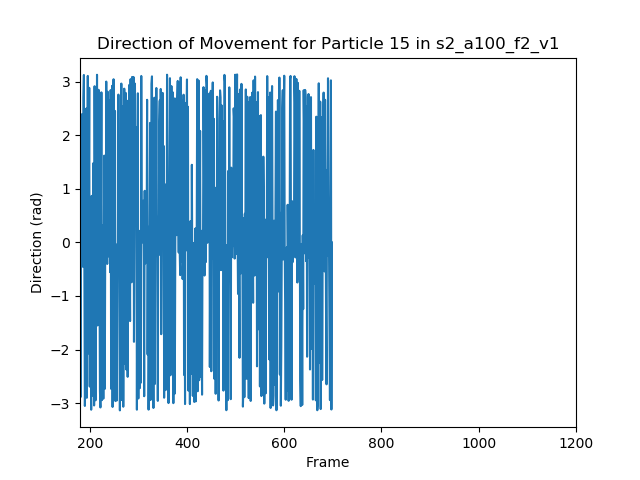 Direction of Movement for Particle 15 in s2_a100_f2_v1
3
2
1
0
−1
−2
−3
Direction (rad)
200 400 600 800 1000 1200
Frame